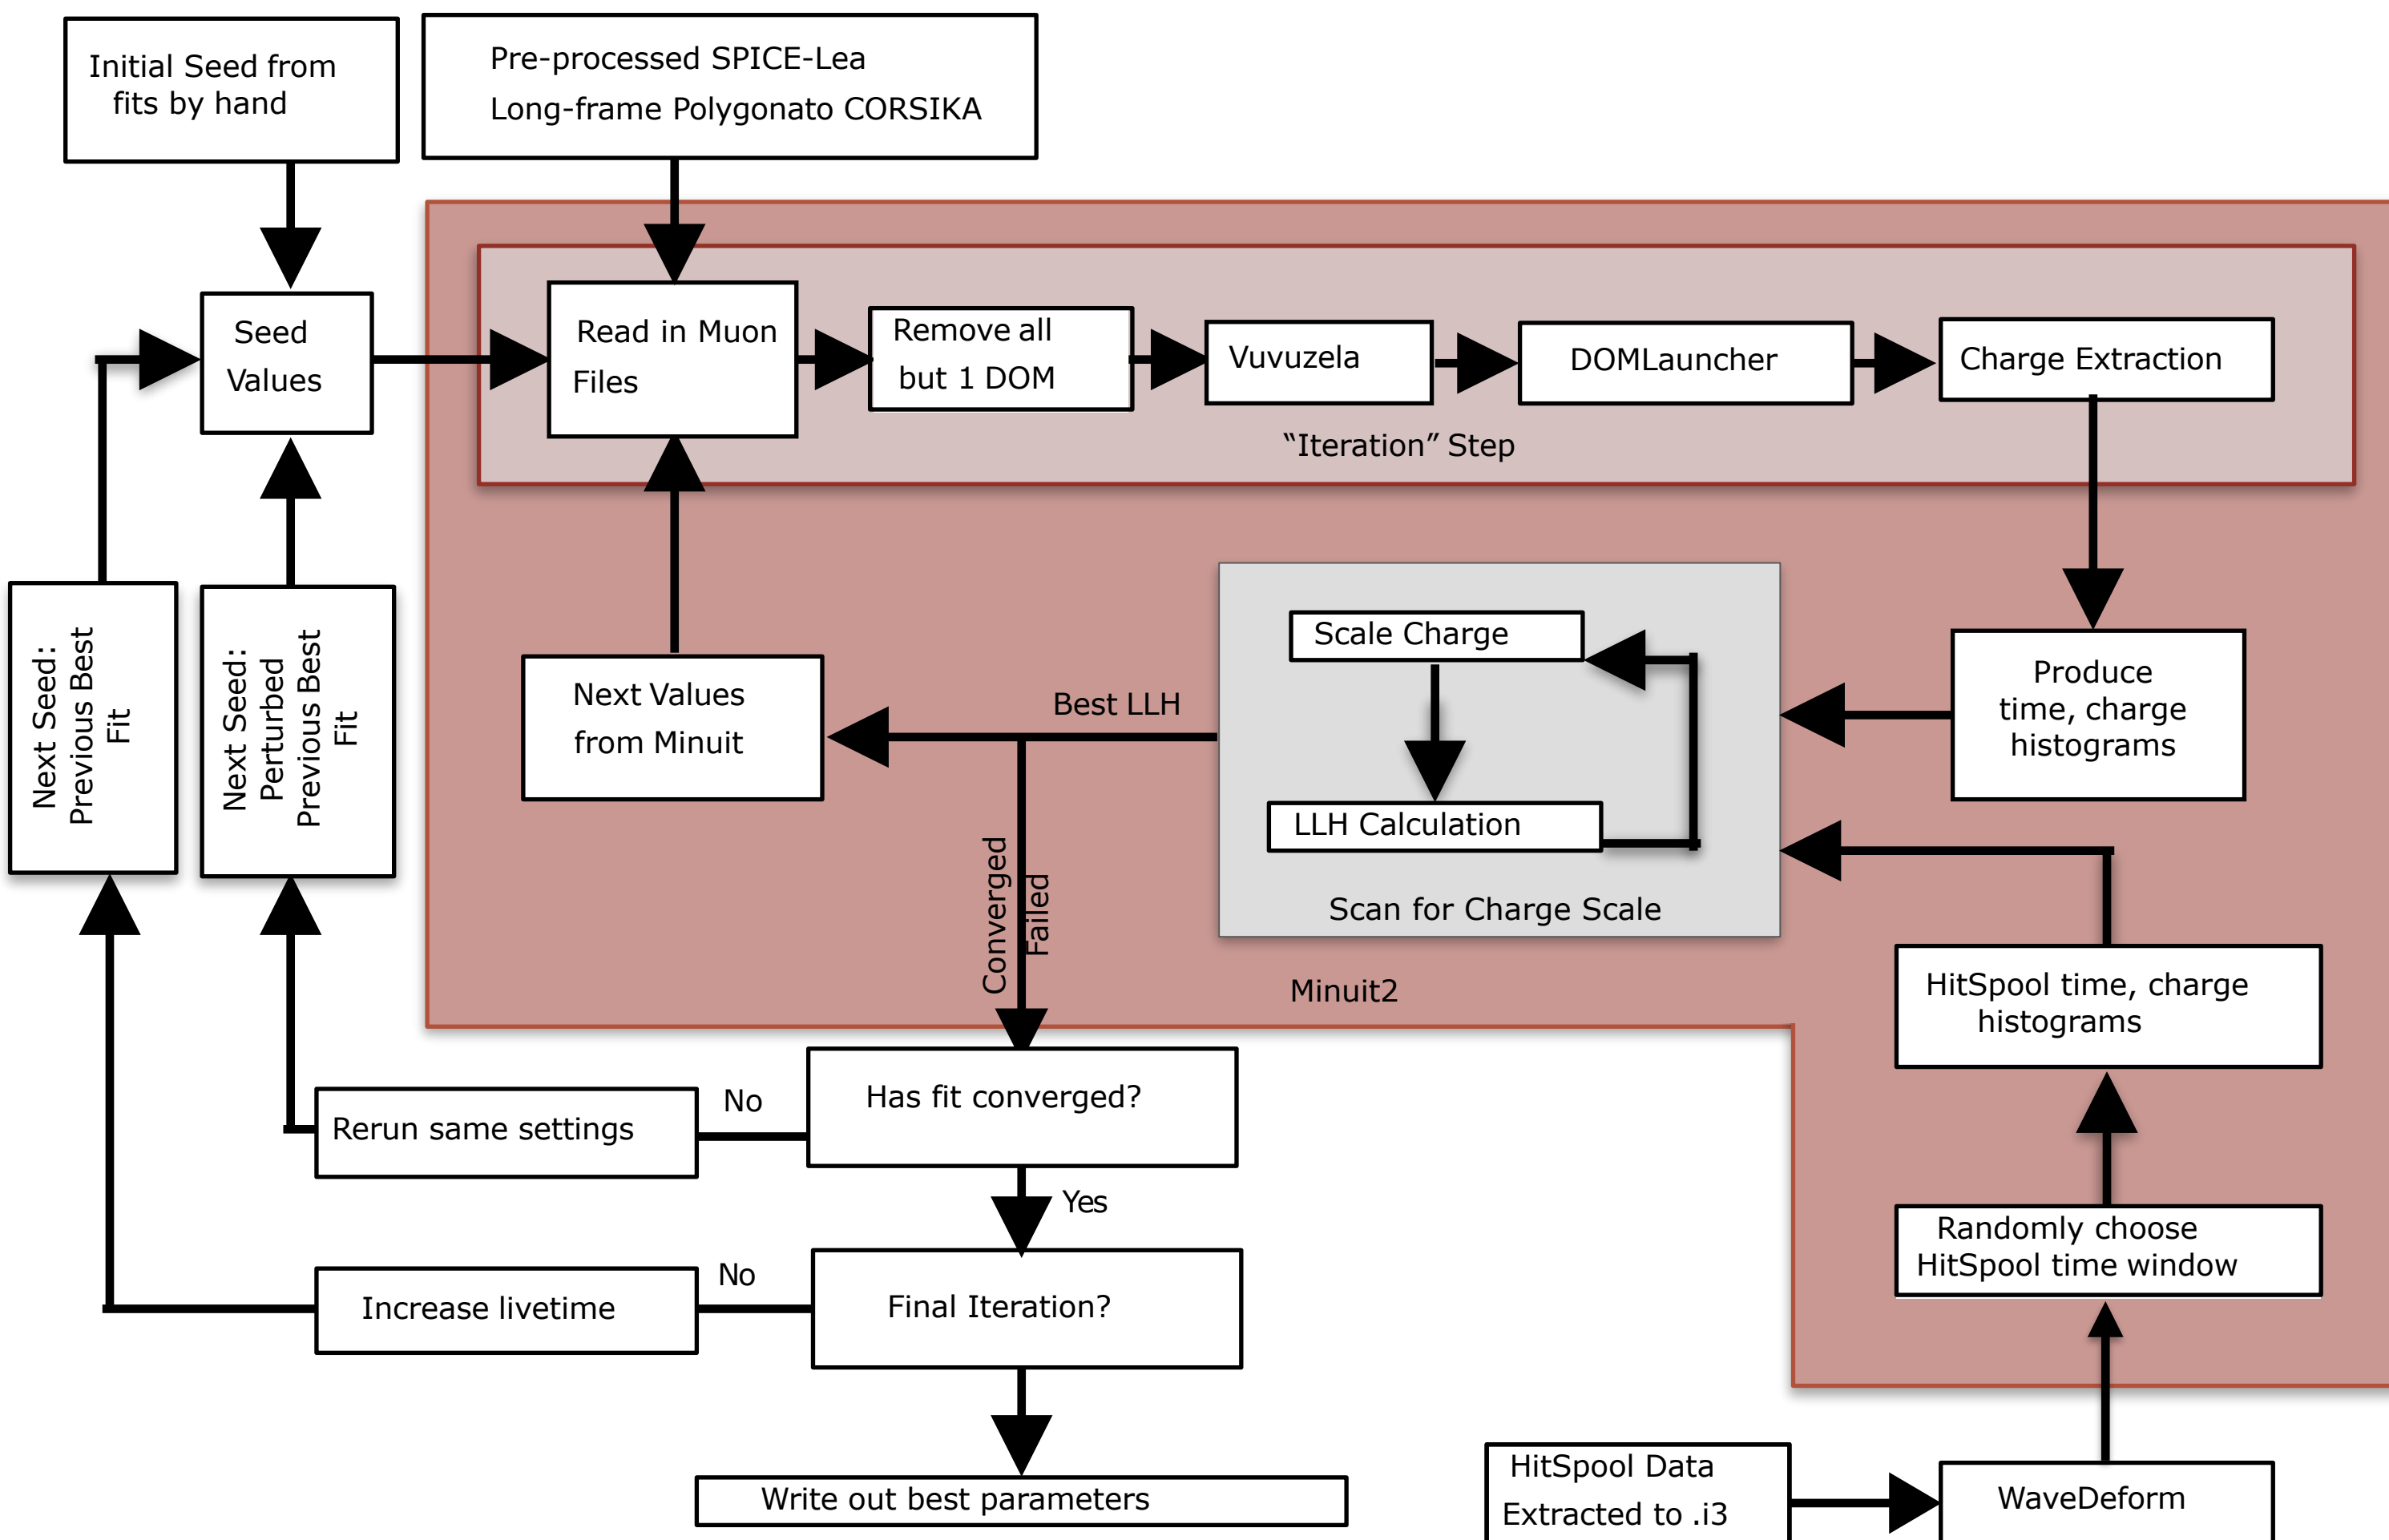 Initial Seed from
fits by hand
Pre-processed SPICE-Lea
Long-frame Polygonato CORSIKA
Seed
Values
Read in Muon
Files
Remove all
but 1 DOM
Vuvuzela
DOMLauncher
Charge Extraction
“Iteration” Step
Next Seed:
Previous Best
Fit
Next Seed:
Perturbed
Previous Best
Fit
Next Values
from Minuit
Best LLH
Scale Charge
LLH Calculation
Scan for Charge Scale
Produce
time, charge
histograms
Converged
Failed
Minuit2
HitSpool time, charge
histograms
Has fit converged?
No
Rerun same settings
Yes
Randomly choose
HitSpool time window
Final Iteration?
No
Increase livetime
Write out best parameters
HitSpool Data
Extracted to .i3
WaveDeform